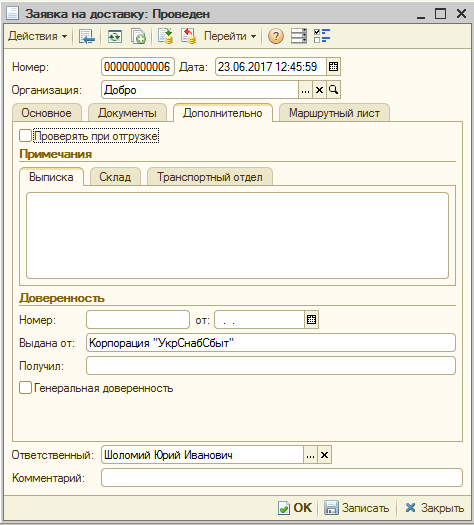 Заявка на доставку: Проведен
Действия Перейти ?
Номер: 00000000006 Дата: 23.06.2017 12:45:59
Организация: Добро ... x
Основное Документы Дополнительно Маршрутный лист
Проверять при отгрузке
Примечания
Выписка Склад Транспортный отдел
Доверенность
Номер: от: . .
Выдана от: Корпорация "УкрСнабСбыт"
Получил:
Генеральная доверенность
Ответственный: Шоломий Юрий Иванович ... x
Комментарий:
OK Записать Закрыть